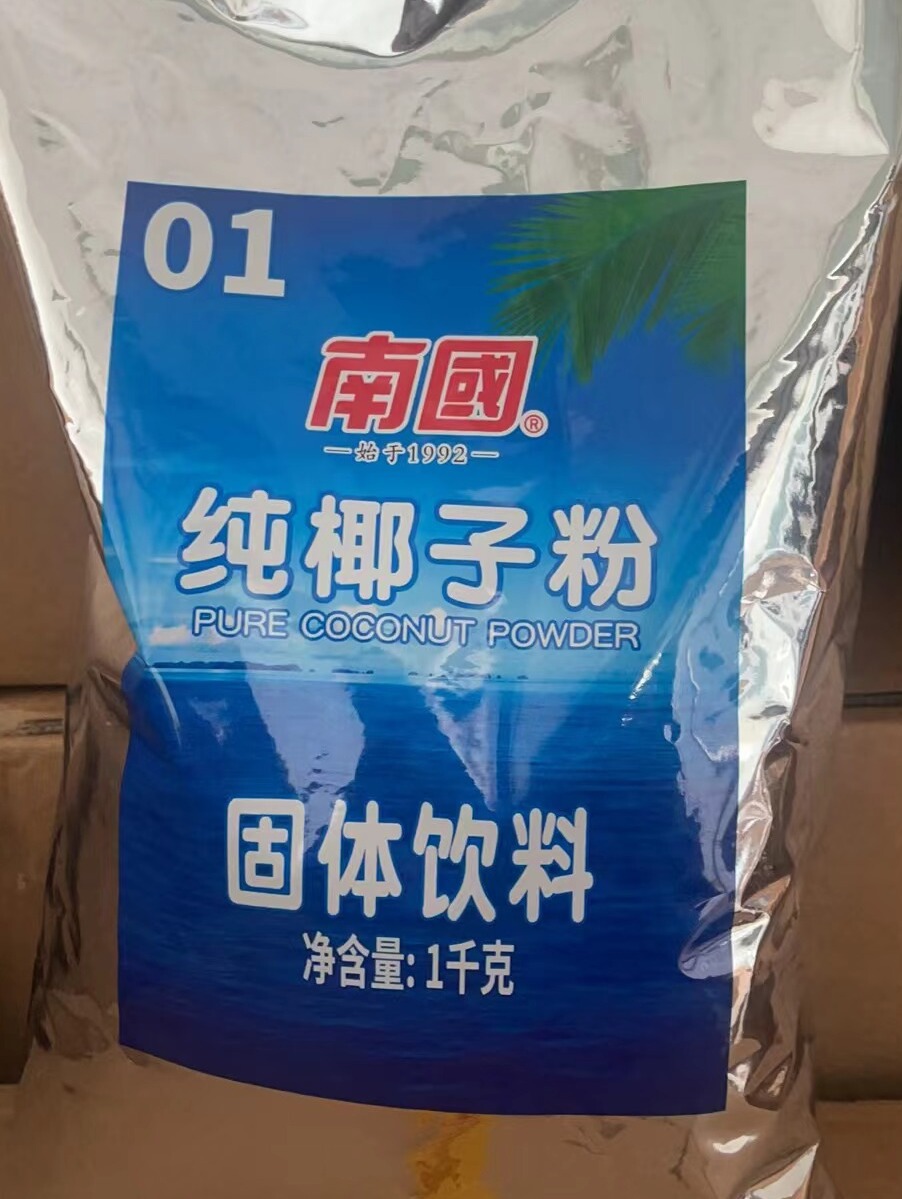 01
南國®
始于1992
纯椰子粉
PURE COCONUT POWDER
固体饮料
净含量:1千克